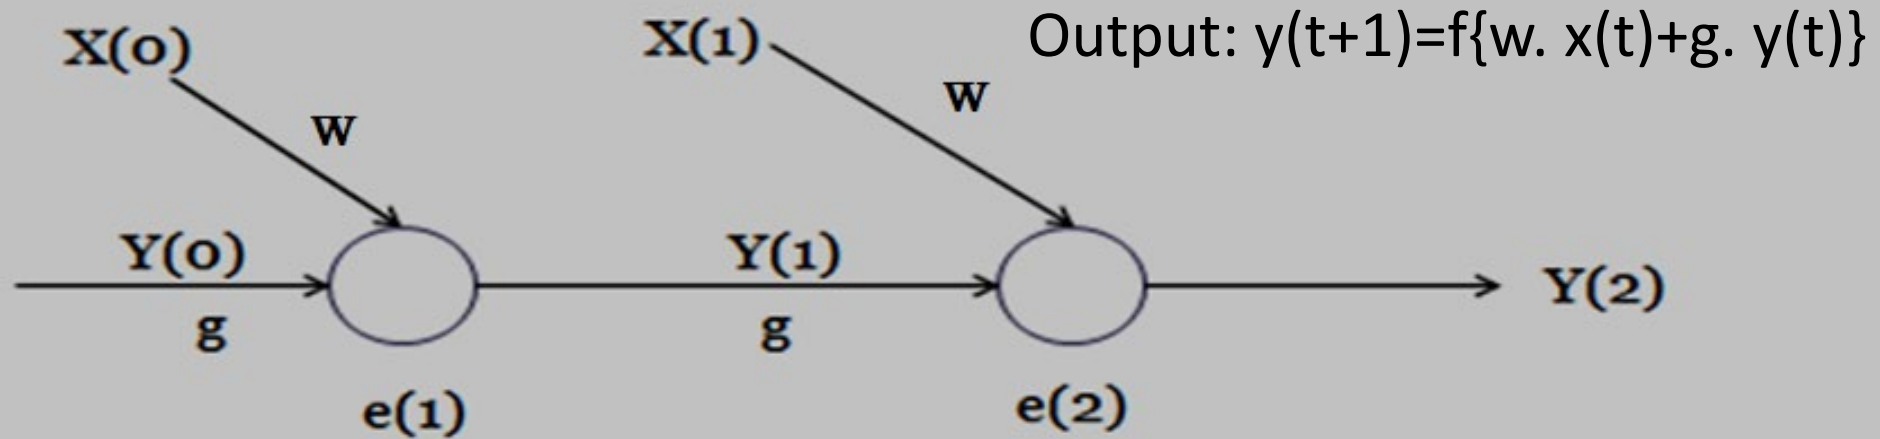 X(0)
X(1)
Output: y(t+1)=f{w. x(t)+g. y(t)}
w
w
Y(0)
Y(1)
Y(2)
g
g
e(1)
e(2)